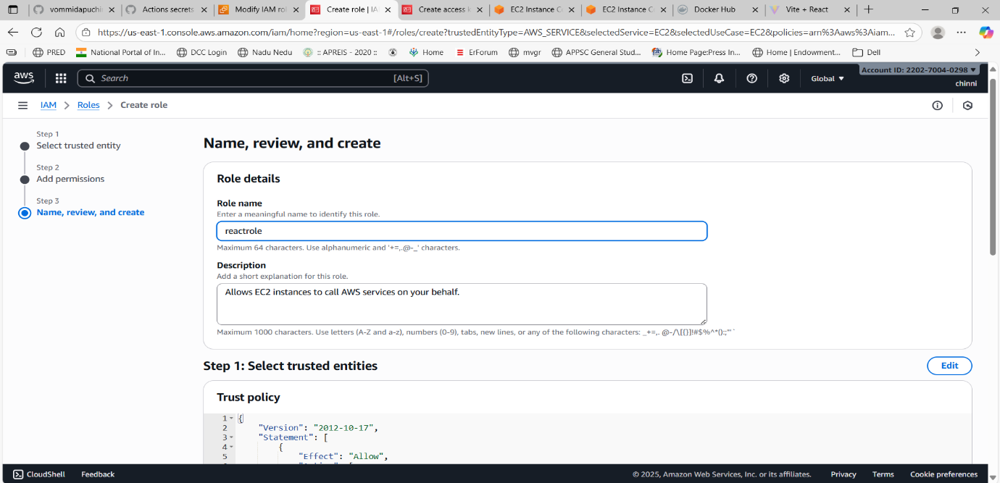 vommidapuchi
Actions secrets
Modify IAM rol
Create role | IA
Create access k
EC2 Instance C
EC2 Instance C
Docker Hub
Vite + React
https://us-east-1.console.aws.amazon.com/iam/home?region=us-east-1#/roles/create?trustedEntityType=AWS_SERVICE&selectedService=EC2&selectedUseCase=EC2&policies=arn%3Aaws%3Aiam...
PRED
National Portal of In...
DCC Login
Nadu Nedu
:: APREIS - 2020 ::
Home
ErForum
mvgr
APPSC General Stud...
Home Page:Press In...
Home | Endowment...
Dell
aws
Search
[Alt+S]
Global
Account ID: 2202-7004-0298
chinni
IAM
Roles
Create role
Step 1
Select trusted entity
Step 2
Add permissions
Step 3
Name, review, and create
Name, review, and create
Role details
Role name
Enter a meaningful name to identify this role.
reactrole
Maximum 64 characters. Use alphanumeric and '+=,.@-_' characters.
Description
Add a short explanation for this role.
Allows EC2 instances to call AWS services on your behalf.
Maximum 1000 characters. Use letters (A-Z and a-z), numbers (0-9), tabs, new lines, or any of the following characters: _+=,. @-/\[{}]!#$%^*();:"'`
Step 1: Select trusted entities
Edit
Trust policy
1 {
2 "Version": "2012-10-17",
3 "Statement": [
4 {
5 "Effect": "Allow",
CloudShell
Feedback
© 2025, Amazon Web Services, Inc. or its affiliates.
Privacy
Terms
Cookie preferences